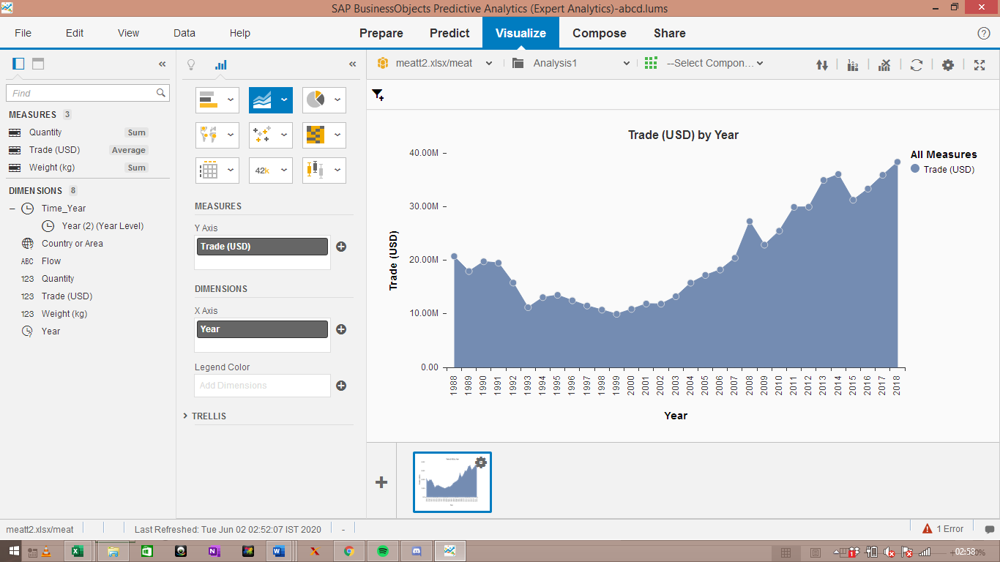 SAP BusinessObjects Predictive Analytics (Expert Analytics)-abcd.lums
File Edit View Data Help Prepare Predict Visualize Compose Share
meatt2.xlsx/meat Analysis1 --Select Compon...
Find
MEASURES 3
Quantity Sum
Trade (USD) Average
Weight (kg) Sum
DIMENSIONS 8
Time_Year
Year (2) (Year Level)
Country or Area
ABC Flow
123 Quantity
123 Trade (USD)
123 Weight (kg)
Year
42k
MEASURES
Y Axis
Trade (USD)
DIMENSIONS
X Axis
Year
Legend Color
Add Dimensions
TRELLIS
Trade (USD) by Year
All Measures
Trade (USD)
Trade (USD)
40.00M
30.00M
20.00M
10.00M
0.00
1988 1989 1990 1991 1992 1993 1994 1995 1996 1997 1998 1999 2000 2001 2002 2003 2004 2005 2006 2007 2008 2009 2010 2011 2012 2013 2014 2015 2016 2017 2018
Year
meatt2.xlsx/meat Last Refreshed: Tue Jun 02 02:52:07 IST 2020 - 1 Error
02:58